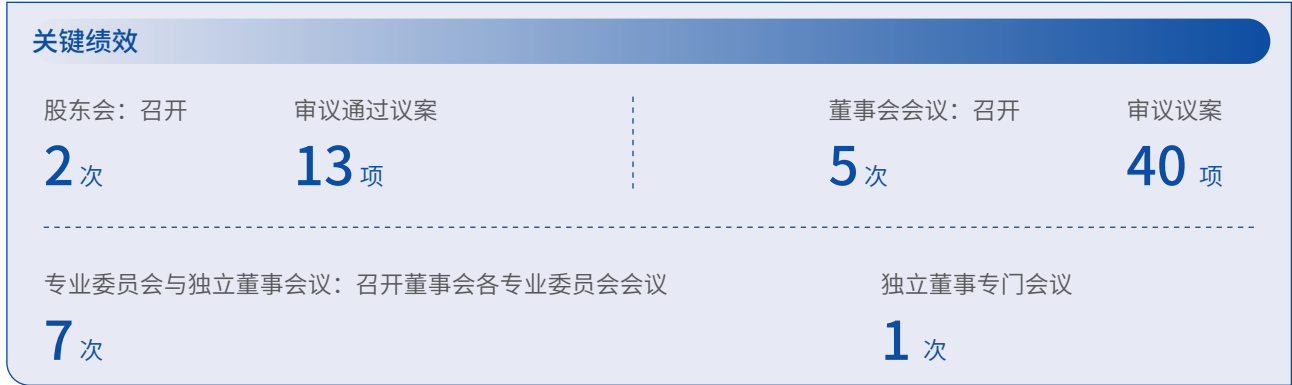 关键绩效
股东会：召开
2 次
审议通过议案
13 项
董事会会议：召开
5 次
审议议案
40 项
专业委员会与独立董事会议：召开董事会各专业委员会会议
7 次
独立董事专门会议
1 次